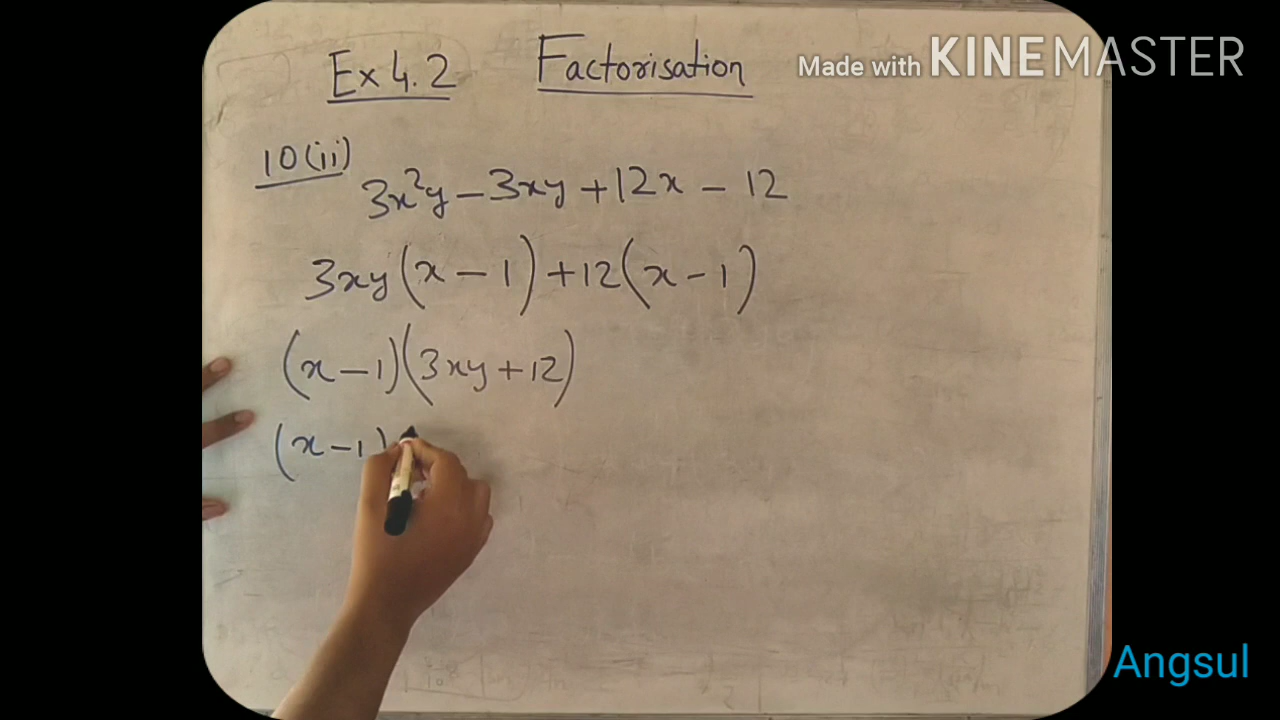 Ex 4.2 Factorisation
Made with KINEMASTER
10(ii)
3x²y - 3xy + 12x - 12
3xy(x - 1) + 12(x - 1)
(x - 1)(3xy + 12)
(x - 1)
Angsul